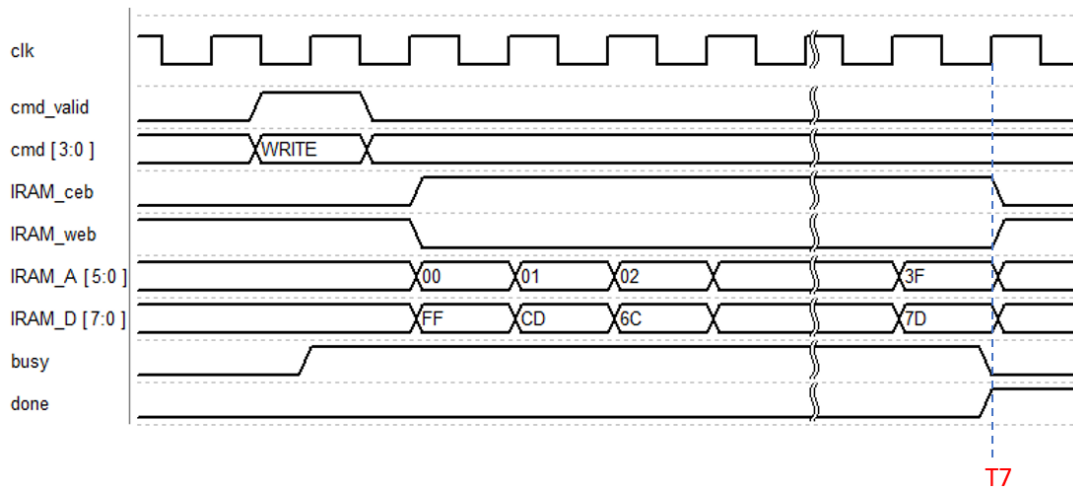 clk
cmd_valid
cmd [ 3:0 ] WRITE
IRAM_ceb
IRAM_web
IRAM_A [ 5:0 ] 00 01 02 3F
IRAM_D [ 7:0 ] FF CD 6C 7D
busy
done
T7